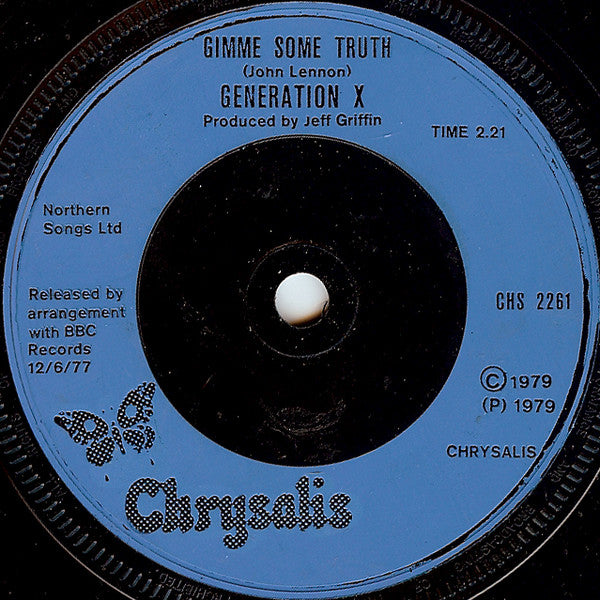 GIMME SOME TRUTH
(John Lennon)
GENERATION X
Produced by Jeff Griffin
TIME 2.21
Northern
Songs Ltd
Released by
arrangement
with BBC
Records
12/6/77
CHS 2261
Ⓒ 1979
(P) 1979
CHRYSALIS
Chrysalis